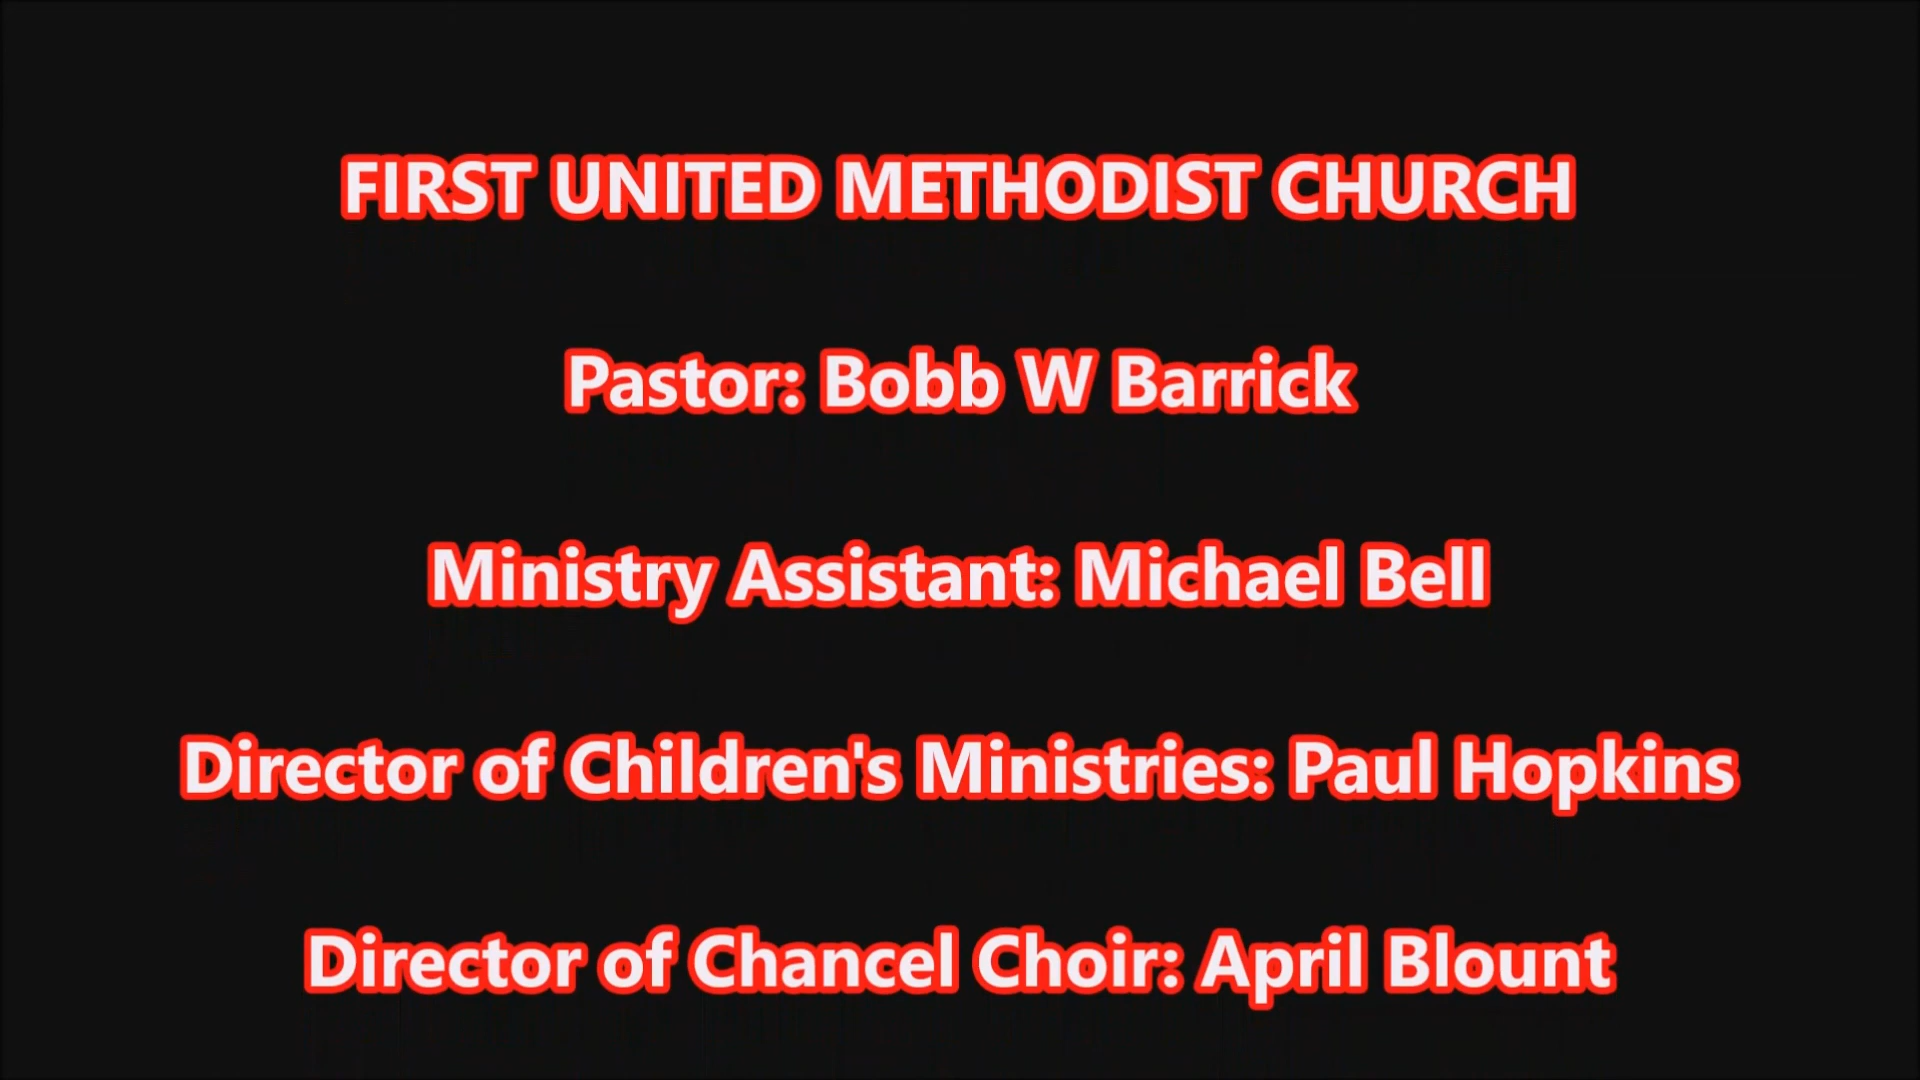 FIRST UNITED METHODIST CHURCH
Pastor: Bobb W Barrick
Ministry Assistant: Michael Bell
Director of Children's Ministries: Paul Hopkins
Director of Chancel Choir: April Blount